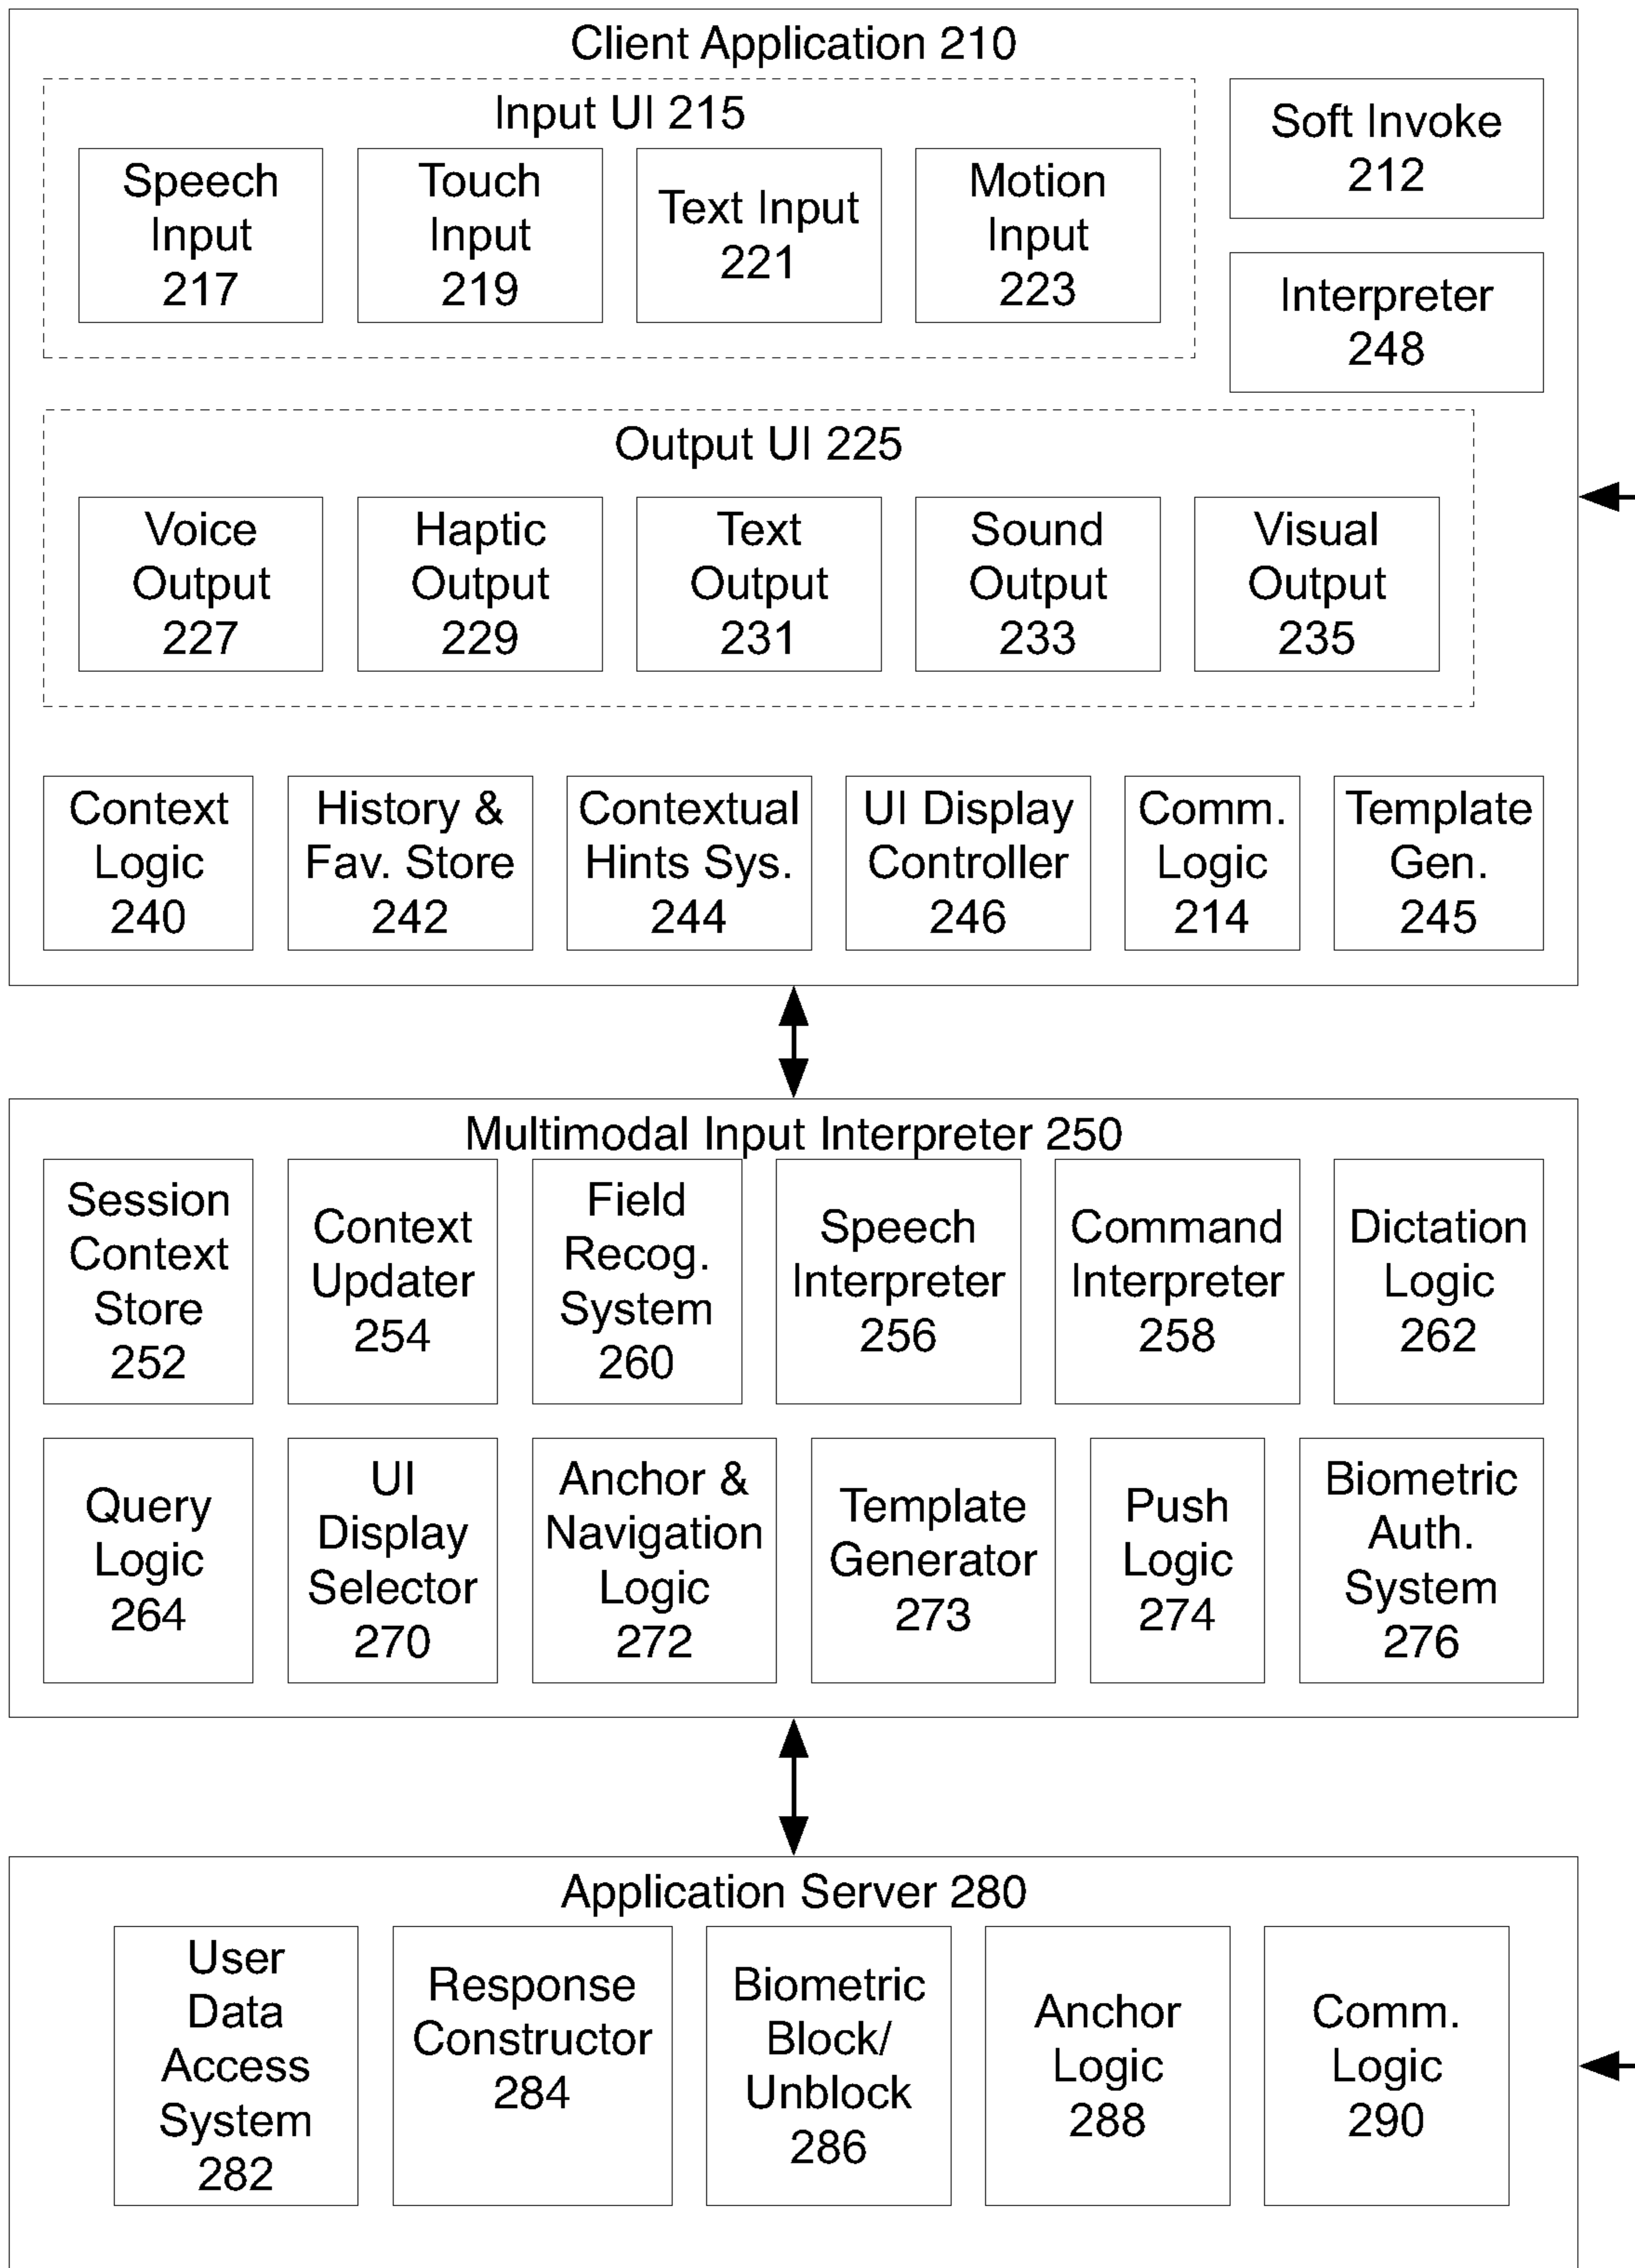 Client Application 210
Input UI 215
Speech
Input
217
Touch
Input
219
Text Input
221
Motion
Input
223
Soft Invoke
212
Interpreter
248
Output UI 225
Voice
Output
227
Haptic
Output
229
Text
Output
231
Sound
Output
233
Visual
Output
235
Context
Logic
240
History &
Fav. Store
242
Contextual
Hints Sys.
244
UI Display
Controller
246
Comm.
Logic
214
Template
Gen.
245
Multimodal Input Interpreter 250
Session
Context
Store
252
Context
Updater
254
Field
Recog.
System
260
Speech
Interpreter
256
Command
Interpreter
258
Dictation
Logic
262
Query
Logic
264
UI
Display
Selector
270
Anchor &
Navigation
Logic
272
Template
Generator
273
Push
Logic
274
Biometric
Auth.
System
276
Application Server 280
User
Data
Access
System
282
Response
Constructor
284
Biometric
Block/
Unblock
286
Anchor
Logic
288
Comm.
Logic
290